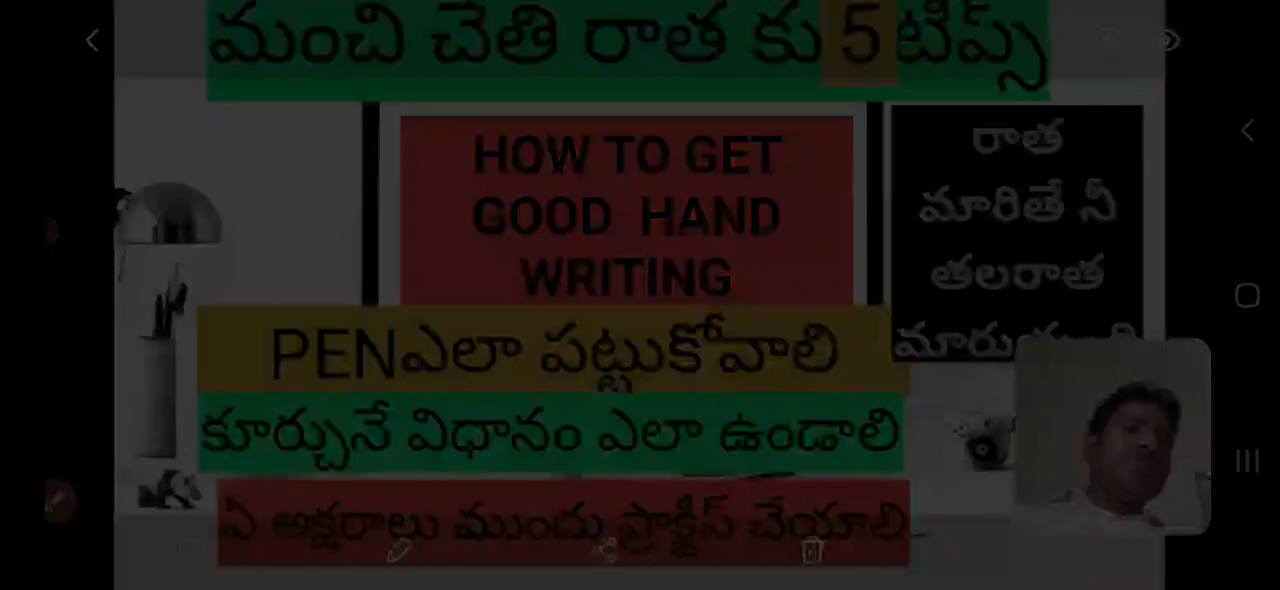 మంచి చేతి రాత కు 5 టిప్స్
HOW TO GET
GOOD HAND
WRITING
రాత
మారితే నీ
తలరాత
PENఎలా పట్టుకోవాలి
కూర్చునే విధానం ఎలా ఉండాలి
ఏ అక్షరాలు ముందు ప్రాక్టీస్ చేయాలి